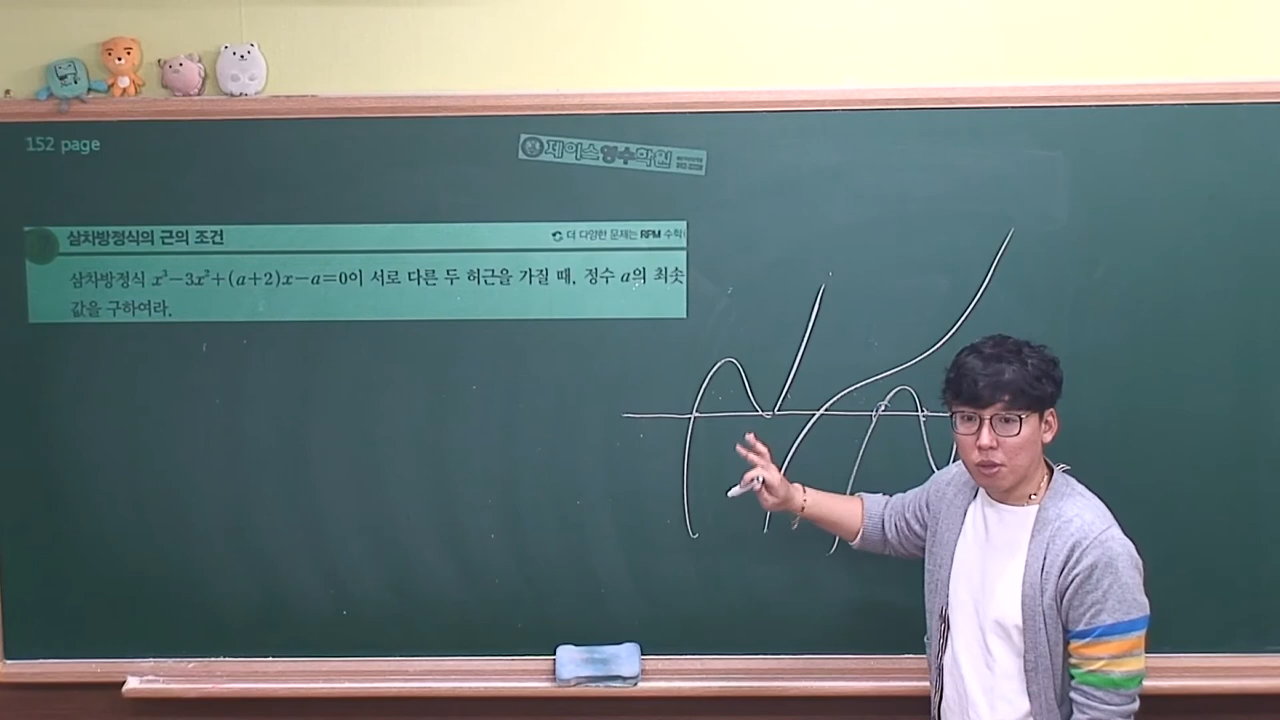 152 page
제이스영수학원
삼차방정식의 근의 조건
더 다양한 문제는 RPM 수학
삼차방정식 x³−3x²+(a+2)x−a=0이 서로 다른 두 허근을 가질 때, 정수 a의 최솟
값을 구하여라.